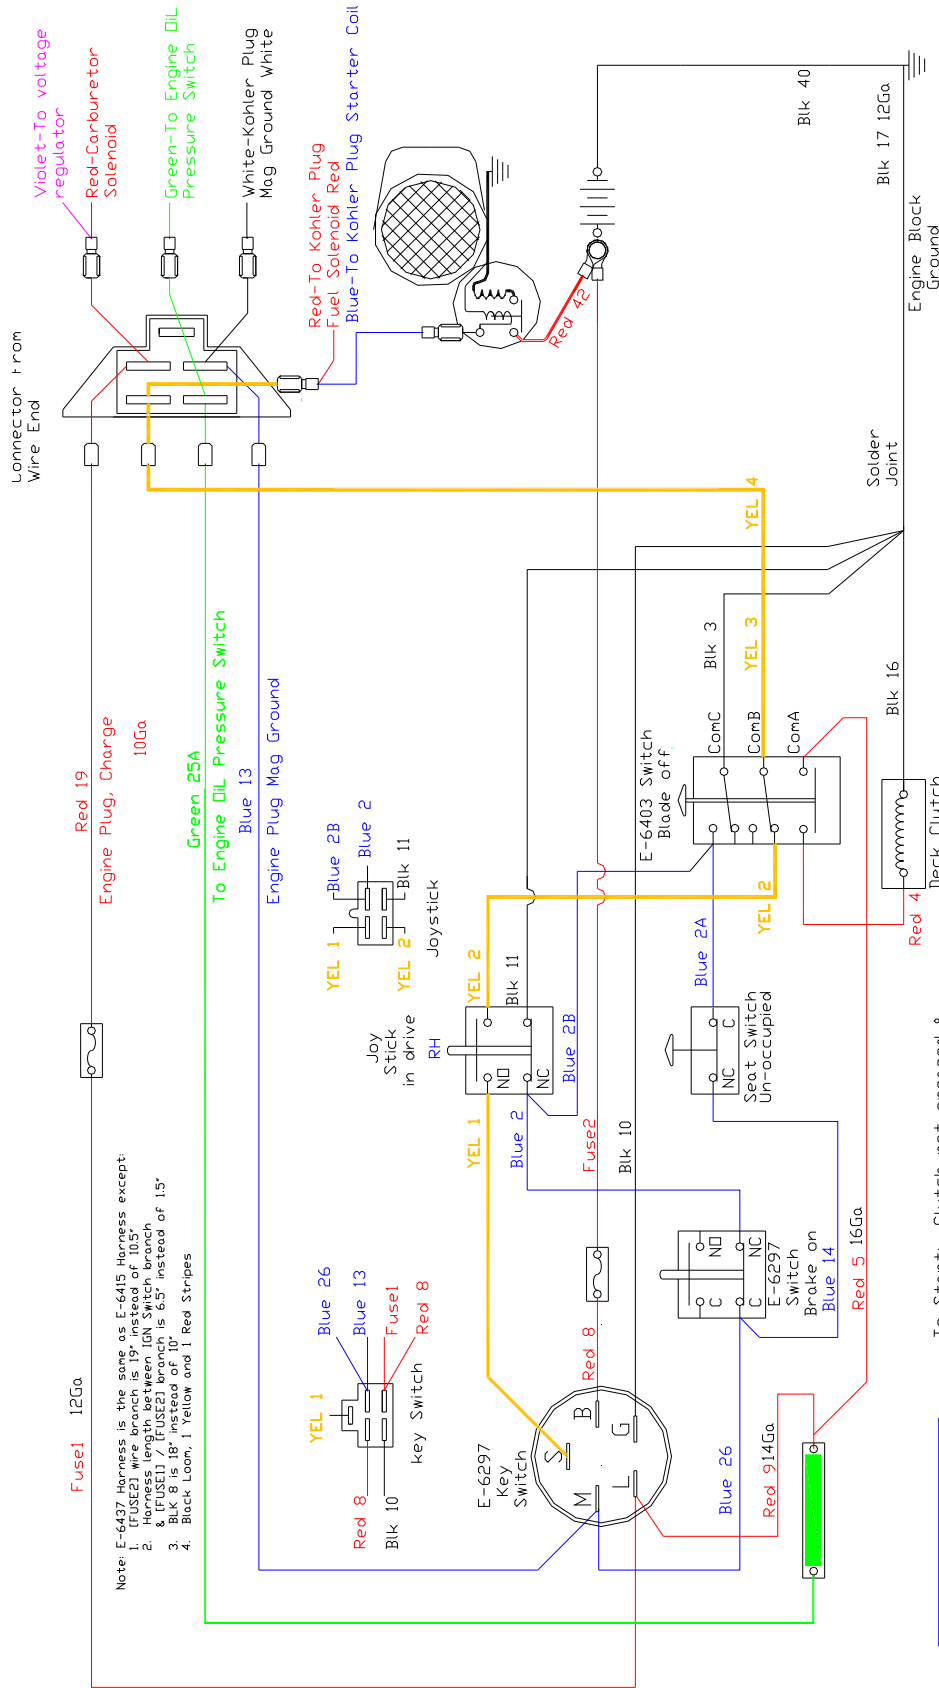 Connector From
Wire End
Violet-To voltage
regulator
Red-Carburetor
Solenoid
Green-To Engine OiL
Pressure Switch
White-Kohler Plug
Mag Ground White
Red-To Kohler Plug
Fuel Solenoid Red
Blue-To Kohler Plug Starter Coil
Red 42
Blk 40
Blk 17 12Ga
Engine Block
Ground
Solder
Joint
Red 19
Engine Plug, Charge
10Ga
Green 25A
To Engine OiL Pressure Switch
Blue 13
Engine Plug Mag Ground
YEL 4
YEL 3
Blk 3
Blk 16
ComC
ComB
ComA
E-6403 Switch
Blade off
YEL 2
Blue 2A
Red 4
Deck Clutch
YEL 1
Blue 2B
Blue 2
YEL 2
Blk 11
Joystick
Joy
Stick
in drive
RH
YEL 2
Blk 11
NO
NC
Blue 2B
YEL 1
Blue 2
C
NC
Seat Switch
Un-occupied
Fuse2
Blk 10
NO
NC
C
C
E-6297
Switch
Brake on
Blue 14
Red 5 16Ga
Note: E-6437 Harness is the same as E-6415 Harness except:
1. [FUSE2] wire branch is 19" instead of 10.5"
2. Harness length between IGN Switch branch
& [FUSE1] / [FUSE2] branch is 6.5" instead of 1.5"
3. BLK 8 is 18" instead of 10"
4. Black Loom, 1 Yellow and 1 Red Stripes
Fuse1
12Ga
YEL 1
Blue 26
Blue 13
Fuse1
Red 8
Red 8
Blk 10
key Switch
E-6297
Key
Switch
M
S
B
L
G
Red 8
Blue 26
Red 9
14Ga